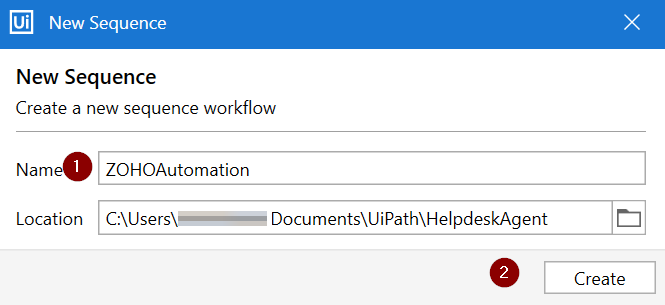 Ui New Sequence
New Sequence
Create a new sequence workflow
Name 1 ZOHOAutomation
Location C:\Users\ Documents\UiPath\HelpdeskAgent
2 Create